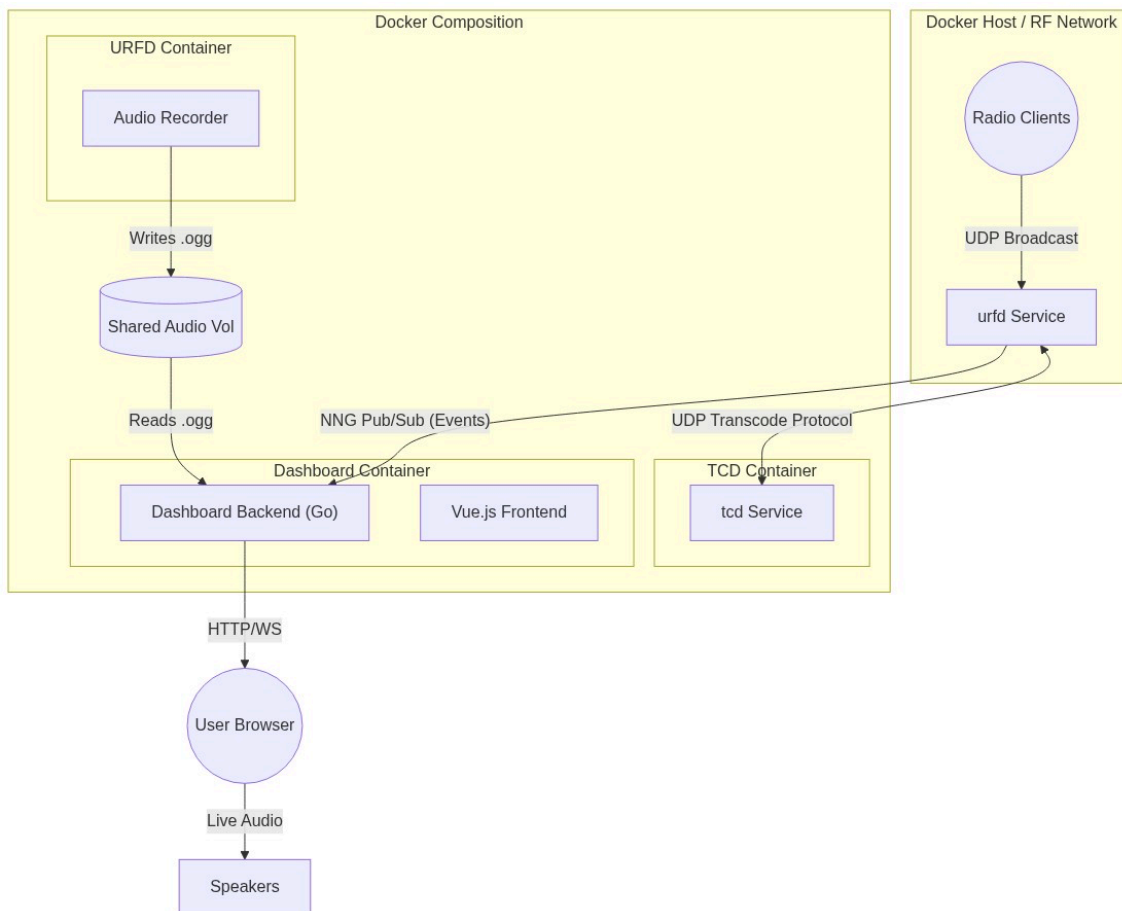 Docker Composition
Docker Host / RF Network
URFD Container
Audio Recorder
Radio Clients
Writes .ogg
UDP Broadcast
Shared Audio Vol
urfd Service
Reads .ogg
NNG Pub/Sub (Events)
UDP Transcode Protocol
Dashboard Container
TCD Container
Dashboard Backend (Go)
Vue.js Frontend
tcd Service
HTTP/WS
User Browser
Live Audio
Speakers